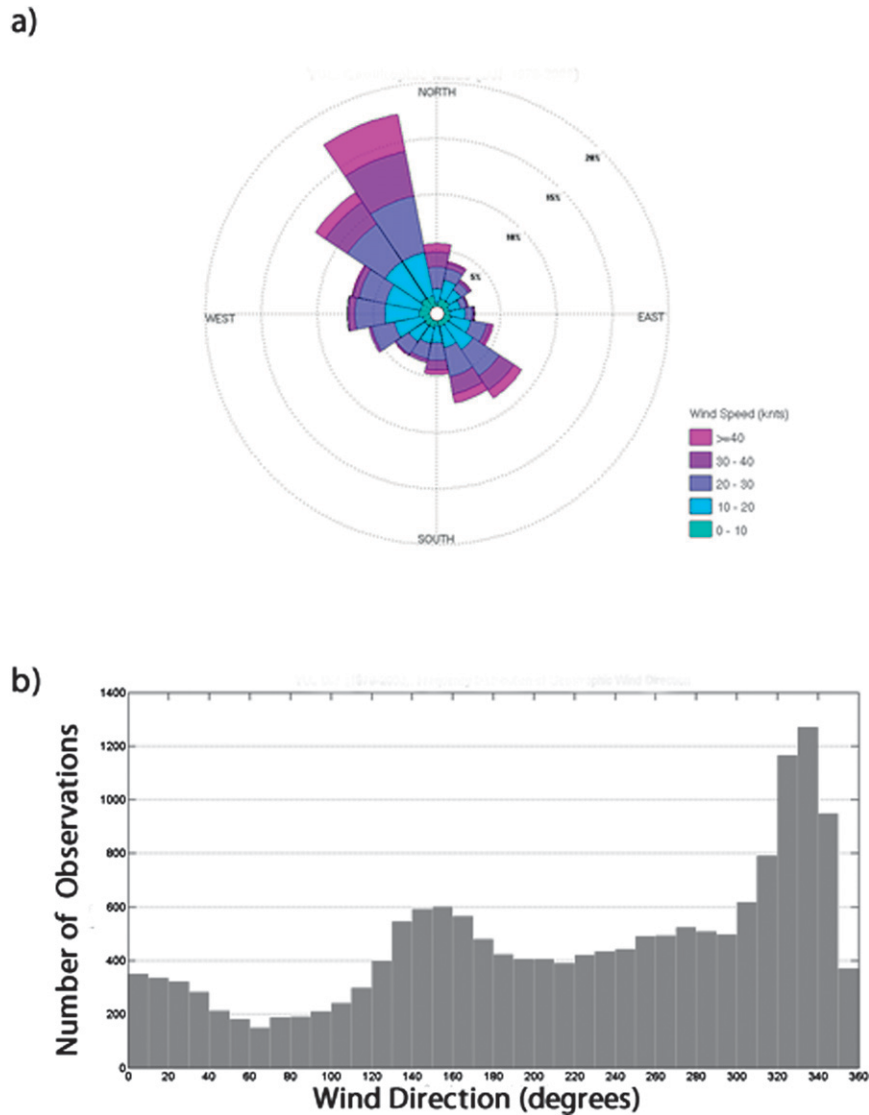 a)
NORTH
20%
15%
10%
5%
WEST
EAST
SOUTH
Wind Speed (knts)
>=40
30 - 40
20 - 30
10 - 20
0 - 10
b)
Number of Observations
1400
1200
1000
800
600
400
200
0
0 20 40 60 80 100 120 140 160 180 200 220 240 260 280 300 320 340 360
Wind Direction (degrees)